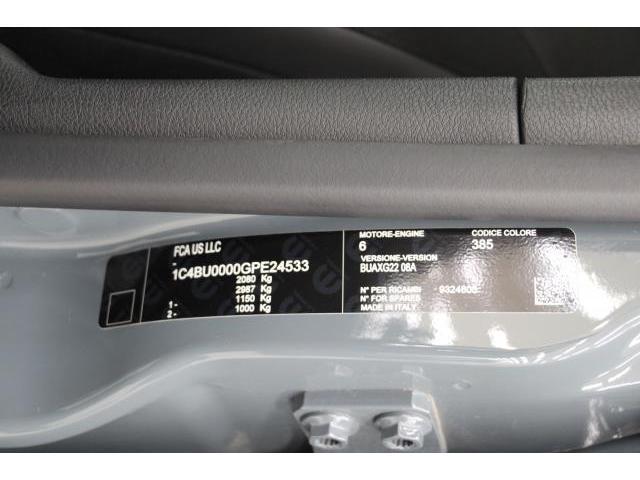 FCA US LLC
-
1C4BU0000GPE24533
2080 Kg
2987 Kg
1 - 1150 Kg
2 - 1000 Kg
MOTORE-ENGINE CODICE COLORE
6 385
VERSIONE-VERSION
BUAXG22 08A
N° PER RICAMBI 9324605
N° FOR SPARES
MADE IN ITALY